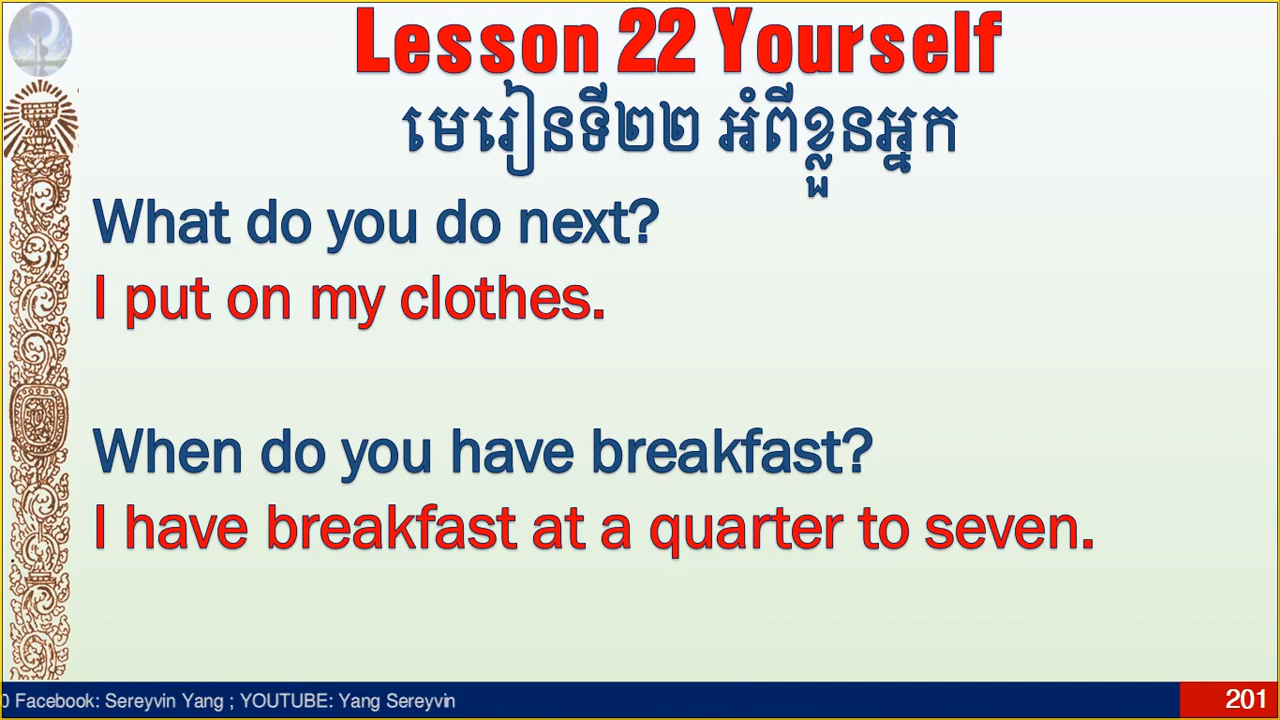 Lesson 22 Yourself
មេរៀនទី២២ អំពីខ្លួនអ្នក
What do you do next?
I put on my clothes.
When do you have breakfast?
I have breakfast at a quarter to seven.
0 Facebook: Sereyvin Yang ; YOUTUBE: Yang Sereyvin
201